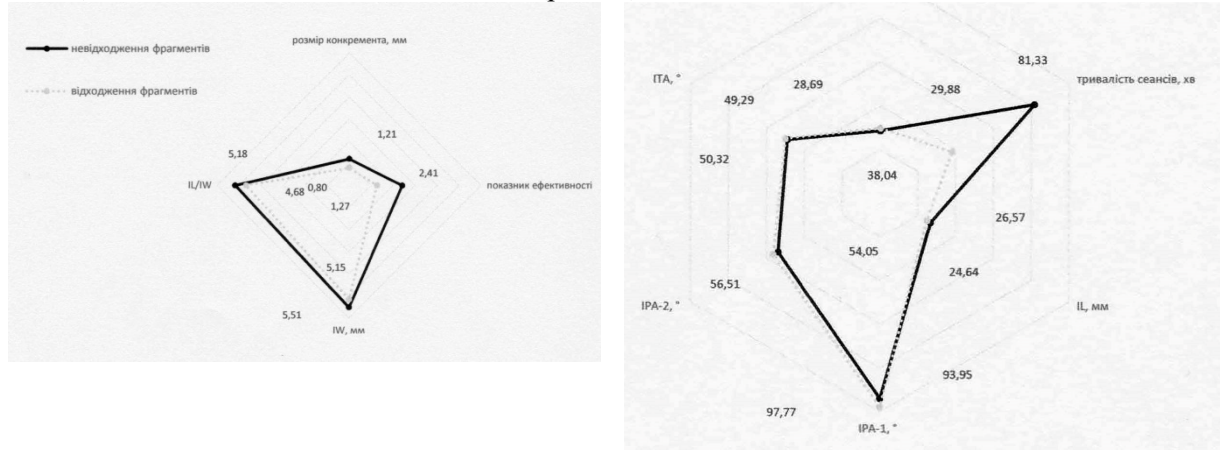 невідходження фрагментів
відходження фрагментів
розмір конкремента, мм
1,21
5,18
2,41
IL/IW
4,68
0,80
показник ефективності
1,27
5,15
5,51
IW, мм
81,33
ITA, °
28,69
29,88
тривалість сеансів, хв
49,29
50,32
38,04
26,57
54,05
24,64
56,51
IPA-2, °
IL, мм
93,95
97,77
IPA-1, °